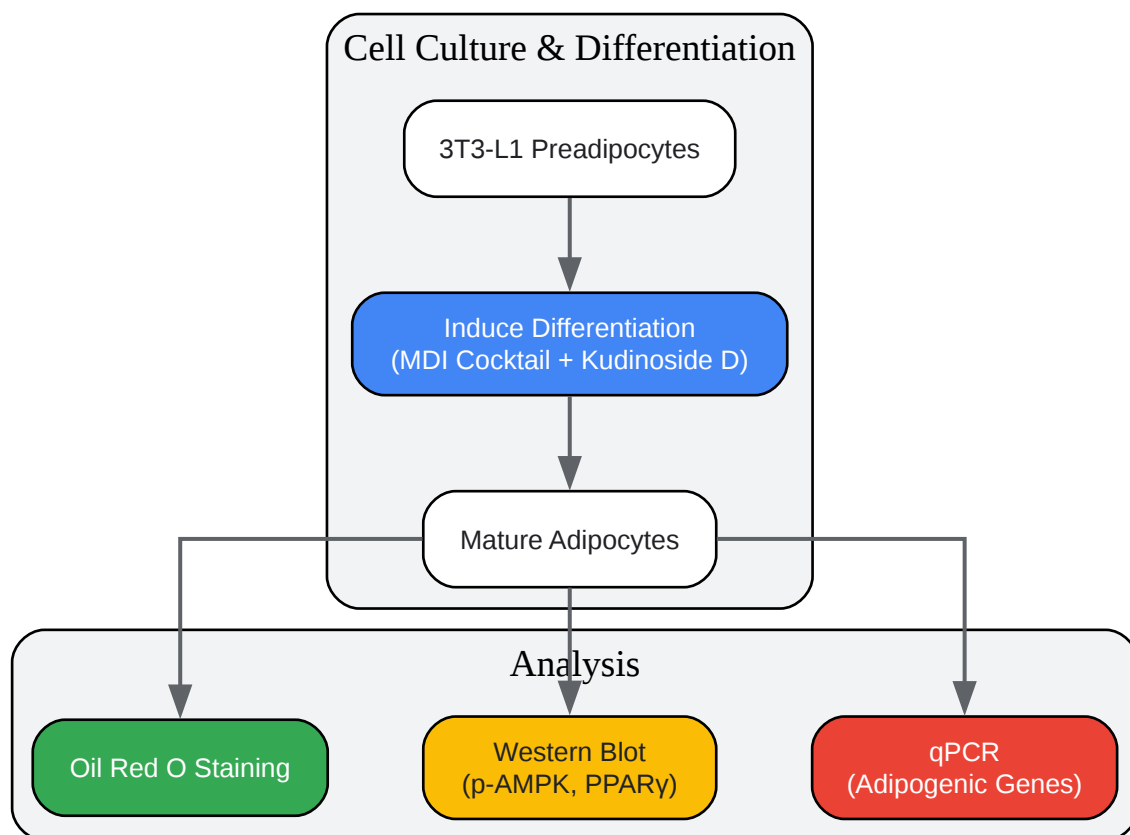 Cell Culture & Differentiation
3T3-L1 Preadipocytes
Induce Differentiation
(MDI Cocktail + Kudinoside D)
Mature Adipocytes
Analysis
Oil Red O Staining
Western Blot
(p-AMPK, PPARγ)
qPCR
(Adipogenic Genes)